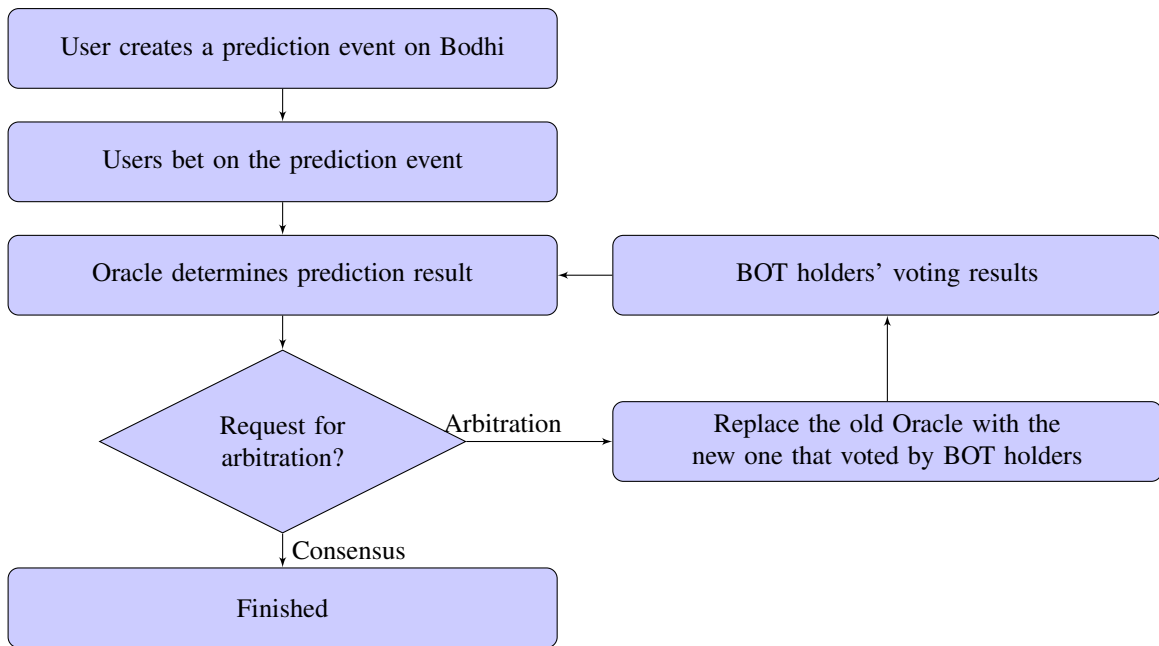 User creates a prediction event on Bodhi
Users bet on the prediction event
Oracle determines prediction result
BOT holders’ voting results
Request for
arbitration?
Arbitration
Replace the old Oracle with the
new one that voted by BOT holders
Consensus
Finished